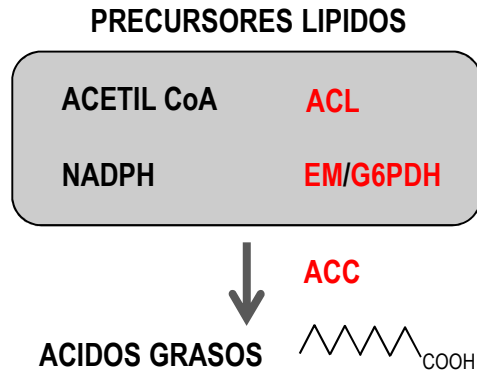 PRECURSORES LIPIDOS
ACETIL CoA ACL
NADPH EM/G6PDH
ACC
ACIDOS GRASOS COOH